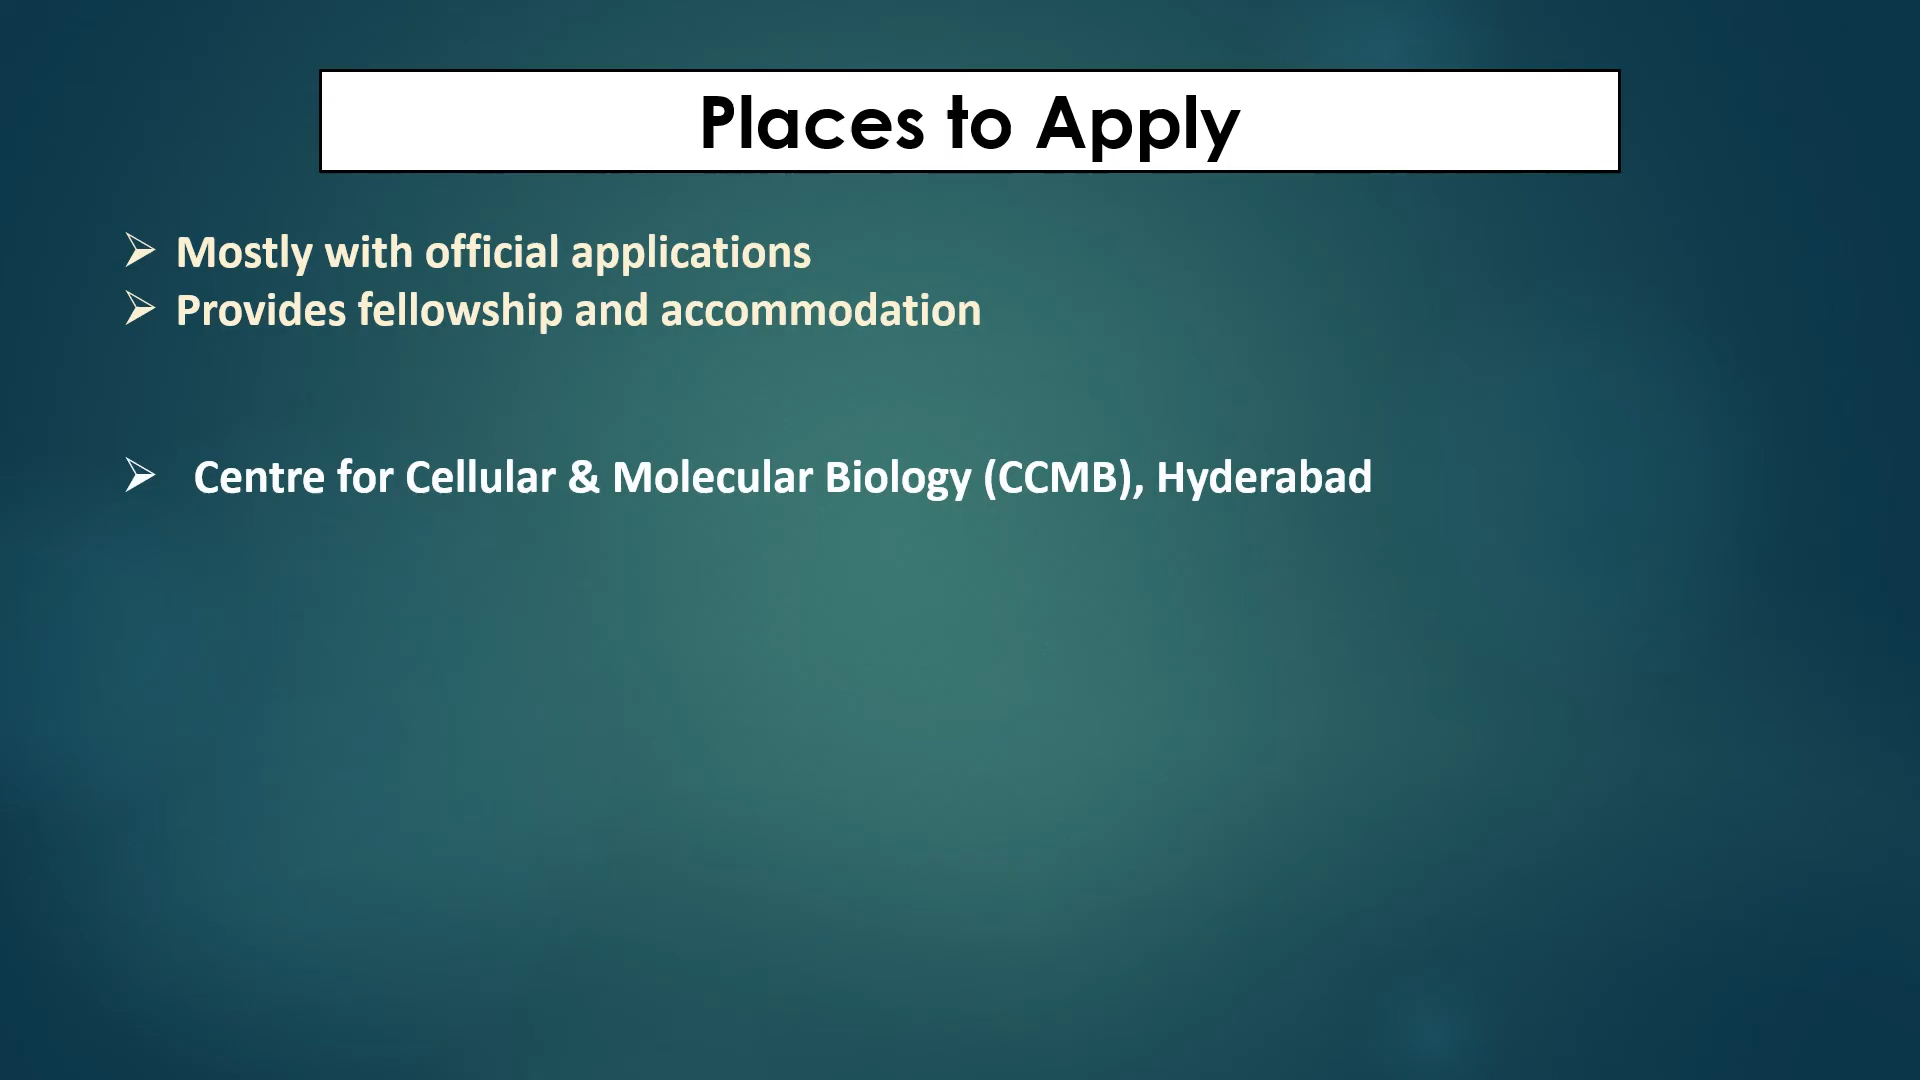 Places to Apply
➢ Mostly with official applications
➢ Provides fellowship and accommodation
➢ Centre for Cellular & Molecular Biology (CCMB), Hyderabad